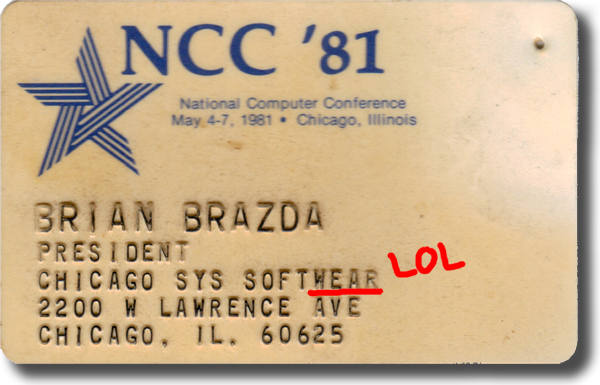 NCC '81
National Computer Conference
May 4-7, 1981 • Chicago, Illinois
BRIAN BRAZDA
PRESIDENT
CHICAGO SYS SOFTWEAR LOL
2200 W LAWRENCE AVE
CHICAGO, IL. 60625